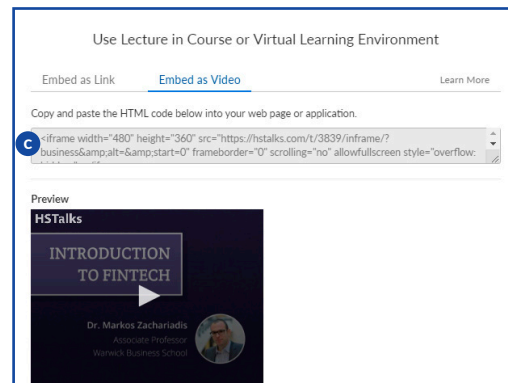 Use Lecture in Course or Virtual Learning Environment
Embed as Link Embed as Video Learn More
Copy and paste the HTML code below into your web page or application.
C
<iframe width="480" height="360" src="https://hstalks.com/t/3839/inframe/?
business&amp;alt=&amp;start=0" frameborder="0" scrolling="no" allowfullscreen style="overflow:
Preview
HSTalks
INTRODUCTION
TO FINTECH
Dr. Markos Zachariadis
Associate Professor
Warwick Business School